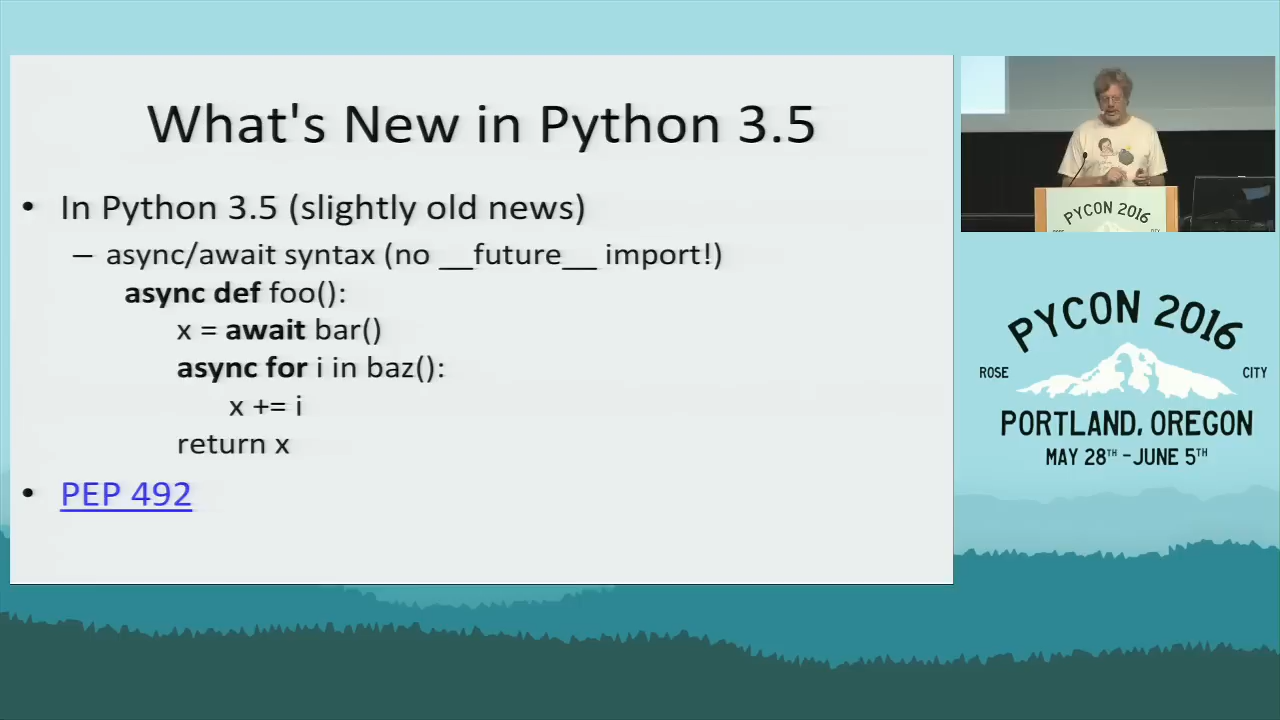 What's New in Python 3.5
• In Python 3.5 (slightly old news)
– async/await syntax (no __future__ import!)
async def foo():
x = await bar()
async for i in baz():
x += i
return x
• PEP 492
PYCON 2016
PYCON 2016
ROSE CITY
PORTLAND, OREGON
MAY 28TH - JUNE 5TH